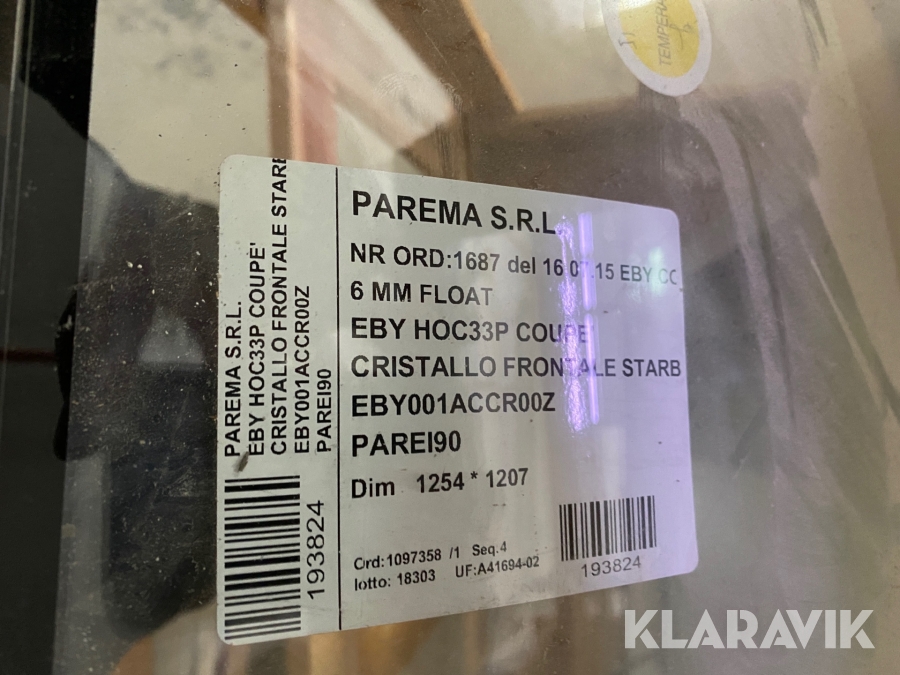 TEMPERA
PAREMA S.R.L.
EBY HOC33P COUPE'
CRISTALLO FRONTALE STARB
EBY001ACCR00Z
PAREI90
193824
PAREMA S.R.L.
NR ORD:1687 del 16 07.15 EBY CC
6 MM FLOAT
EBY HOC33P COUPE'
CRISTALLO FRONTALE STARB
EBY001ACCR00Z
PAREI90
Dim 1254 * 1207
Ord:1097358 /1 Seq.4
lotto: 18303 UF:A41694-02
193824
KLARAVIK